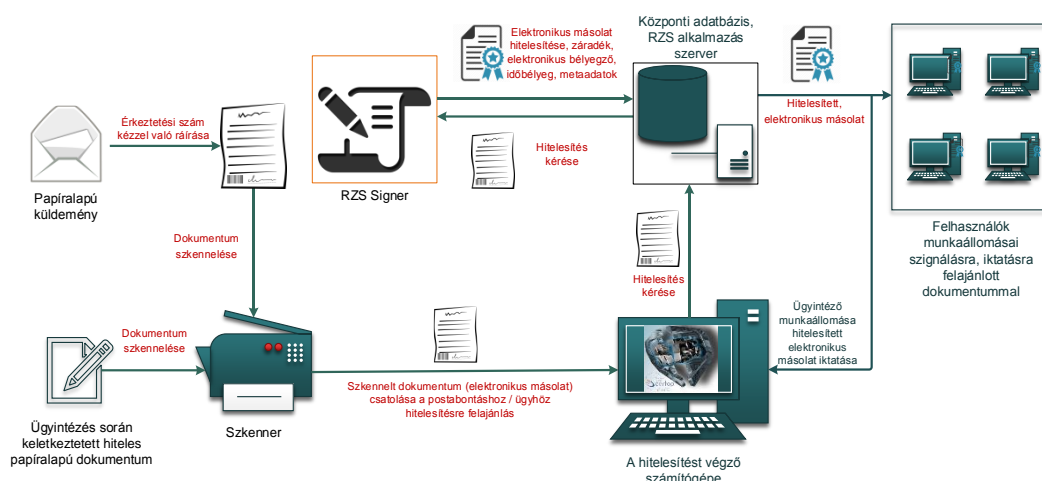 Elektronikus másolat
hitelesítése, záradék,
elektronikus bélyegző,
időbélyeg, metaadatok
Központi adatbázis,
RZS alkalmazás
szerver
Hitelesített,
elektronikus másolat
Érkeztetési szám
kézzel való ráírása
Hitelesítés
kérése
Papíralapú
küldemény
RZS Signer
Felhasználók
munkaállomásai
szignálásra, iktatásra
felajánlott
dokumentummal
Dokumentum
szkennelése
Hitelesítés
kérése
Ügyintéző
munkaállomása
hitelesített
elektronikus
másolat iktatása
Dokumentum
szkennelése
Szkennelt dokumentum (elektronikus másolat)
csatolása a postabontáshoz / ügyhöz
hitelesítésre felajánlás
Ügyintézés során
keletkeztetett hiteles
papíralapú dokumentum
Szkenner
A hitelesítést végző
számítógépe